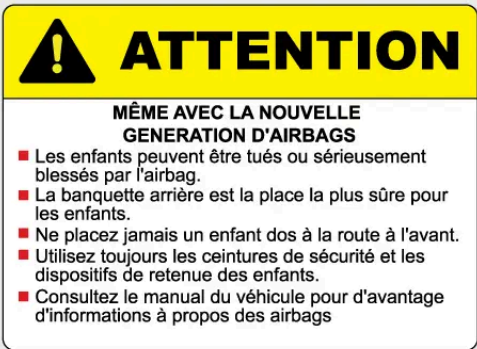 ATTENTION
MÊME AVEC LA NOUVELLE
GENERATION D'AIRBAGS
Les enfants peuvent être tués ou sérieusement
blessés par l'airbag.
La banquette arrière est la place la plus sûre pour
les enfants.
Ne placez jamais un enfant dos à la route à l'avant.
Utilisez toujours les ceintures de sécurité et les
dispositifs de retenue des enfants.
Consultez le manual du véhicule pour d'avantage
d'informations à propos des airbags